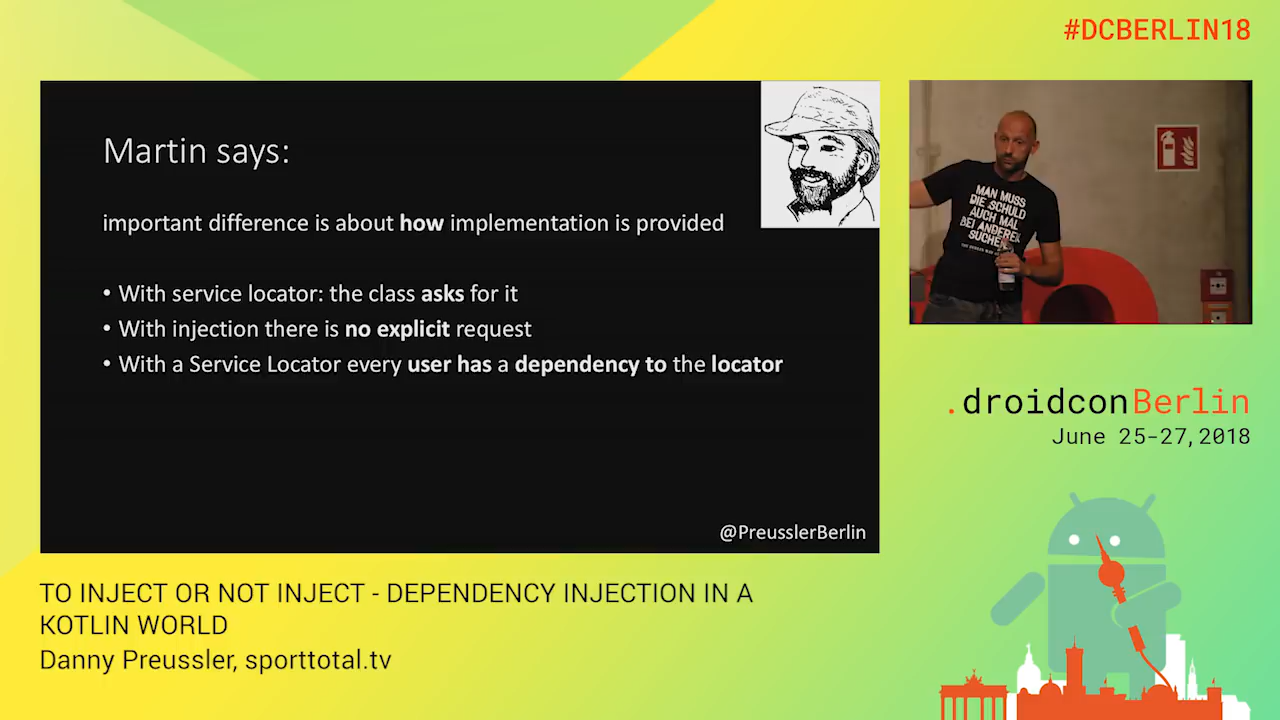 #DCBERLIN18
Martin says:
important difference is about how implementation is provided
• With service locator: the class asks for it
• With injection there is no explicit request
• With a Service Locator every user has a dependency to the locator
@PreusslerBerlin
MAN MUSS
DIE SCHULD
AUCH MAL
BEI ANDEREN
SUCHEN
.droidconBerlin
June 25-27,2018
TO INJECT OR NOT INJECT - DEPENDENCY INJECTION IN A
KOTLIN WORLD
Danny Preussler, sporttotal.tv